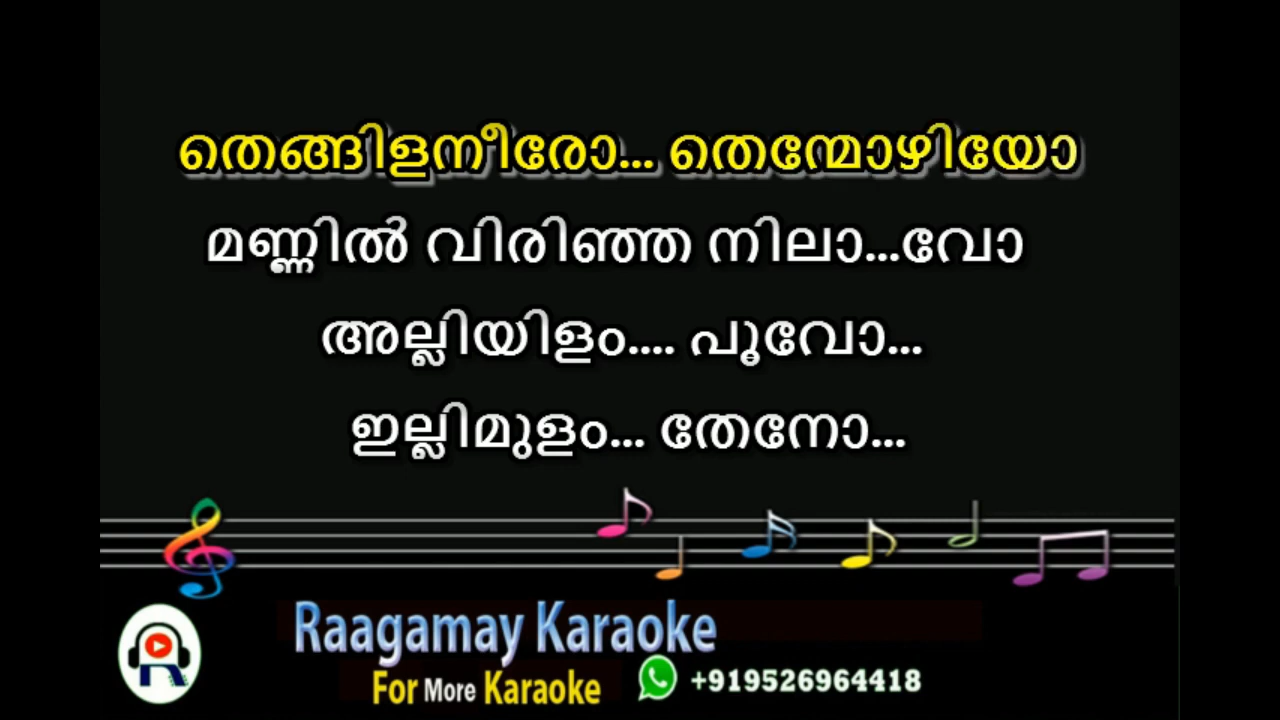 തെങ്ങിളനീരോ... തെന്മോഴിയോ
മണ്ണിൽ വിരിഞ്ഞ നിലാ...വോ
അല്ലിയിളം.... പൂവോ...
ഇല്ലിമുളം... തേനോ...
Raagamay Karaoke
For More Karaoke +919526964418